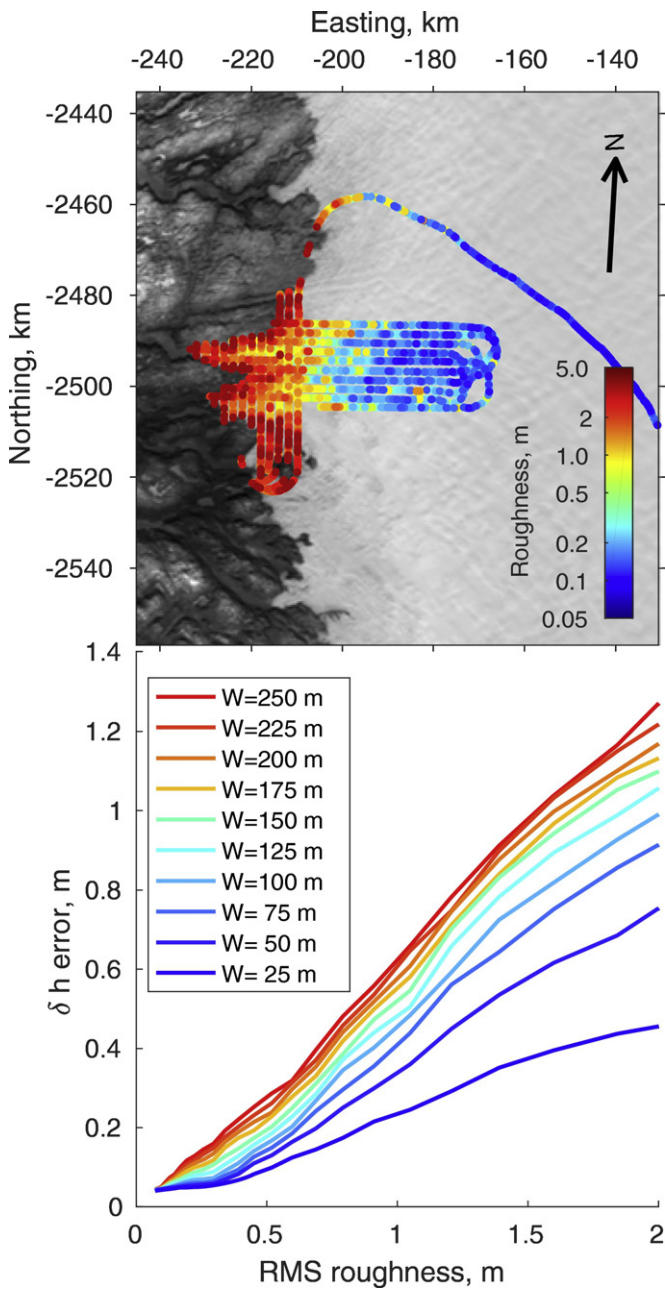 Easting, km
-240 -220 -200 -180 -160 -140
-2440
-2460
-2480
-2500
-2520
-2540
Northing, km
N
Roughness, m
5.0
2
1.0
0.5
0.2
0.1
0.05
1.4
1.2
1
0.8
0.6
0.4
0.2
0
δ h error, m
W=250 m
W=225 m
W=200 m
W=175 m
W=150 m
W=125 m
W=100 m
W= 75 m
W= 50 m
W= 25 m
0 0.5 1 1.5 2
RMS roughness, m